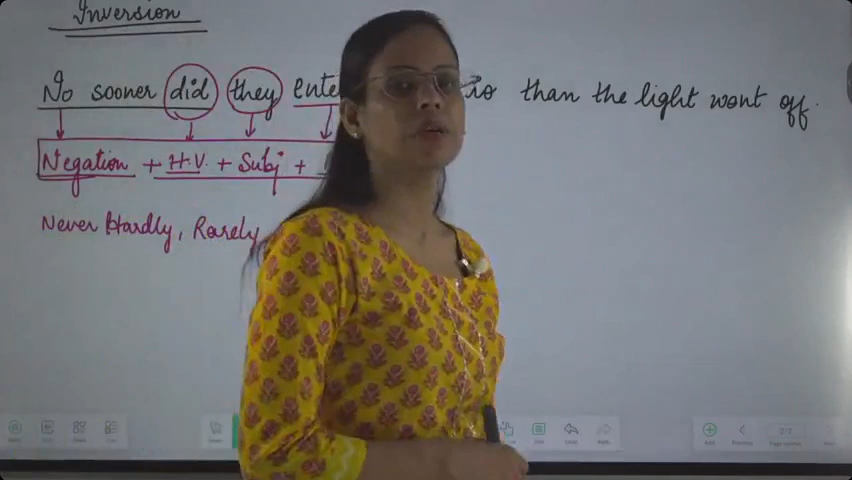 Inversion
No sooner did they ente than the light went off.
Negation + H.V. + Subj +
Never Hardly, Rarely